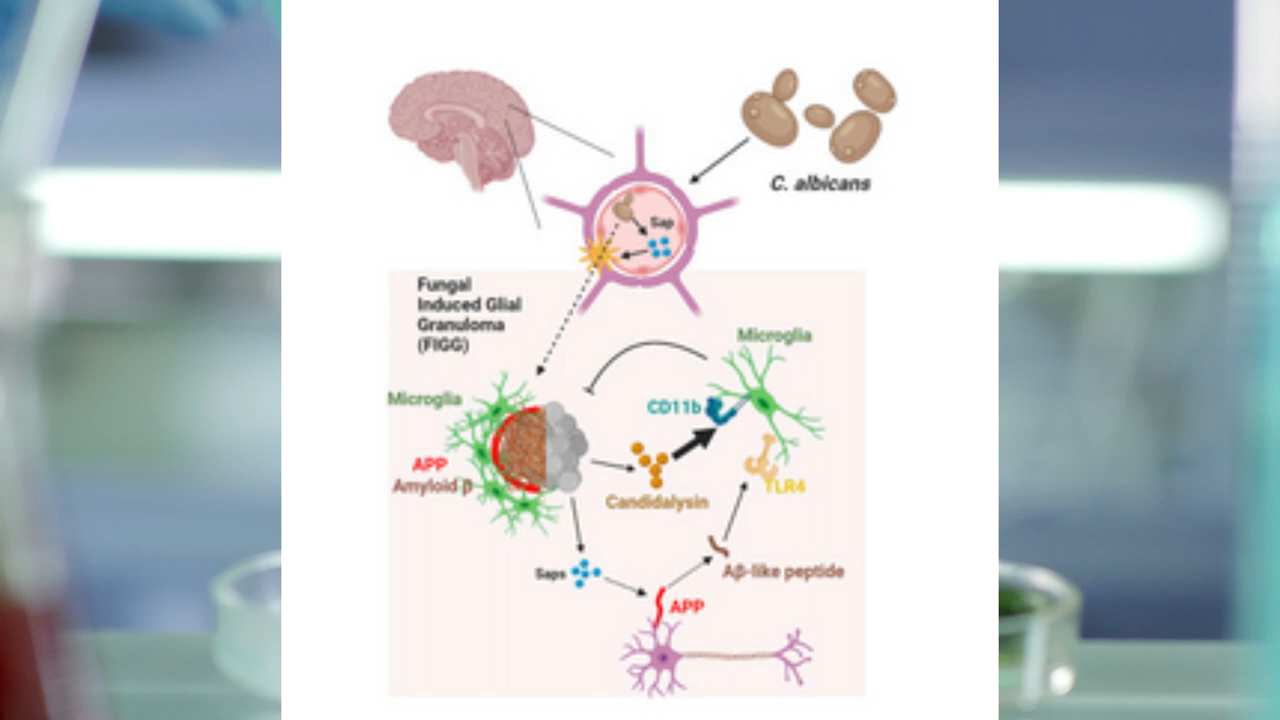 C. albicans
Sap
Fungal
Induced Glial
Granuloma
(FIGG)
Microglia
Microglia
CD11b
APP
Amyloid β
TLR4
Candidalysin
Saps
Aβ-like peptide
APP